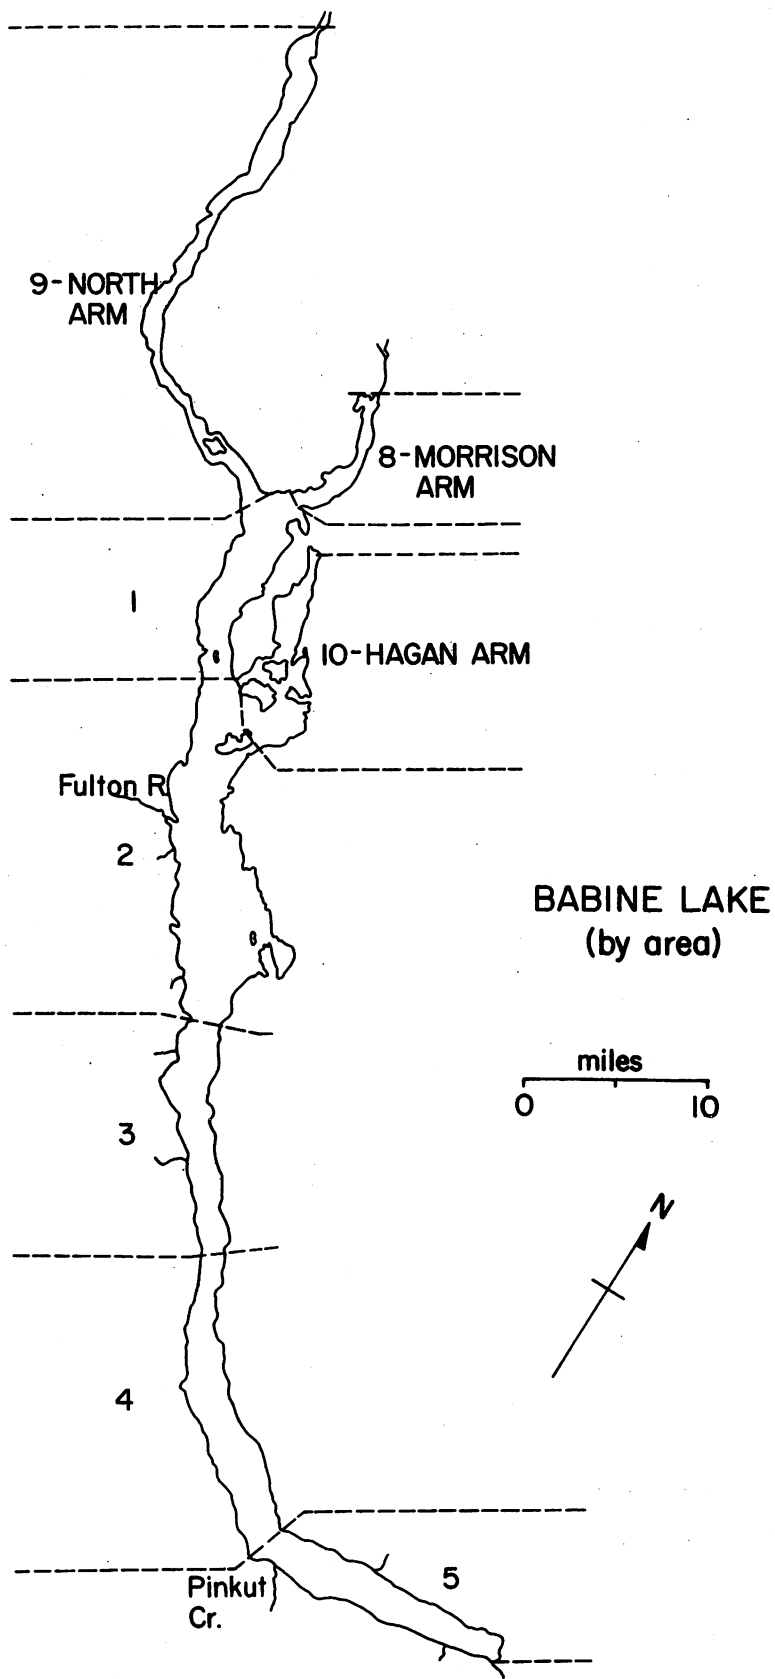 9-NORTH
ARM
8-MORRISON
ARM
1
10-HAGAN ARM
Fulton R.
2
BABINE LAKE
(by area)
miles
0 10
3
N
4
5
Pinkut
Cr.